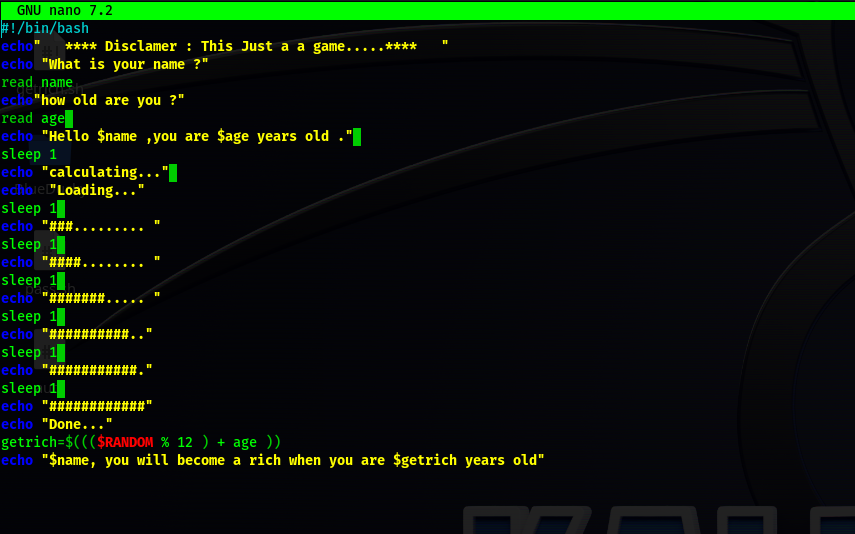 GNU nano 7.2
#!/bin/bash
echo"   **** Disclamer : This Just a a game.....****   "
echo "What is your name ?"
read name
echo"how old are you ?"
read age
echo "Hello $name ,you are $age years old ."
sleep 1
echo "calculating..."
echo  "Loading..."
sleep 1
echo "###......... "
sleep 1
echo "####........ "
sleep 1
echo "#######..... "
sleep 1
echo "##########.."
sleep 1
echo "###########."
sleep 1
echo "############"
echo "Done..."
getrich=$((($RANDOM % 12 ) + age ))
echo "$name, you will become a rich when you are $getrich years old"